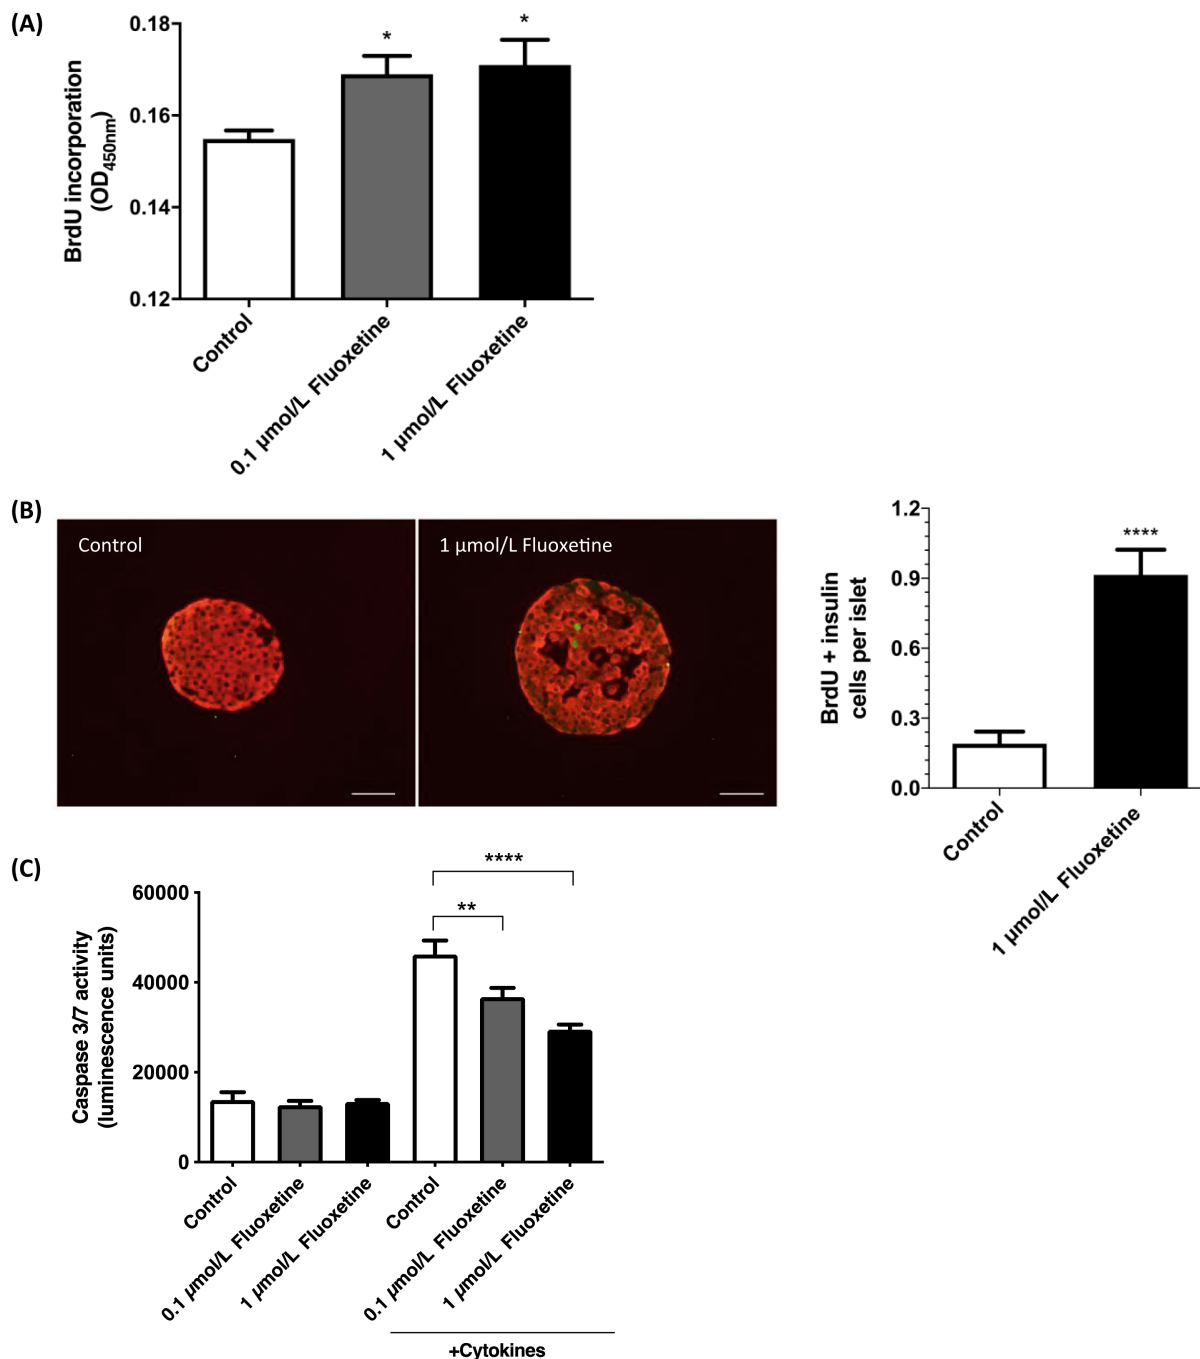 (A)
0.18
0.16
0.14
0.12
BrdU incorporation
(OD450nm)
*
*
Control
0.1 µmol/L Fluoxetine
1 µmol/L Fluoxetine
(B)
Control
1 µmol/L Fluoxetine
1.2
0.9
0.6
0.3
0.0
BrdU + insulin
cells per islet
****
Control
1 µmol/L Fluoxetine
(C)
60000
40000
20000
0
Caspase 3/7 activity
(luminescence units)
****
**
Control
0.1 µmol/L Fluoxetine
1 µmol/L Fluoxetine
Control
0.1 µmol/L Fluoxetine
1 µmol/L Fluoxetine
+Cytokines